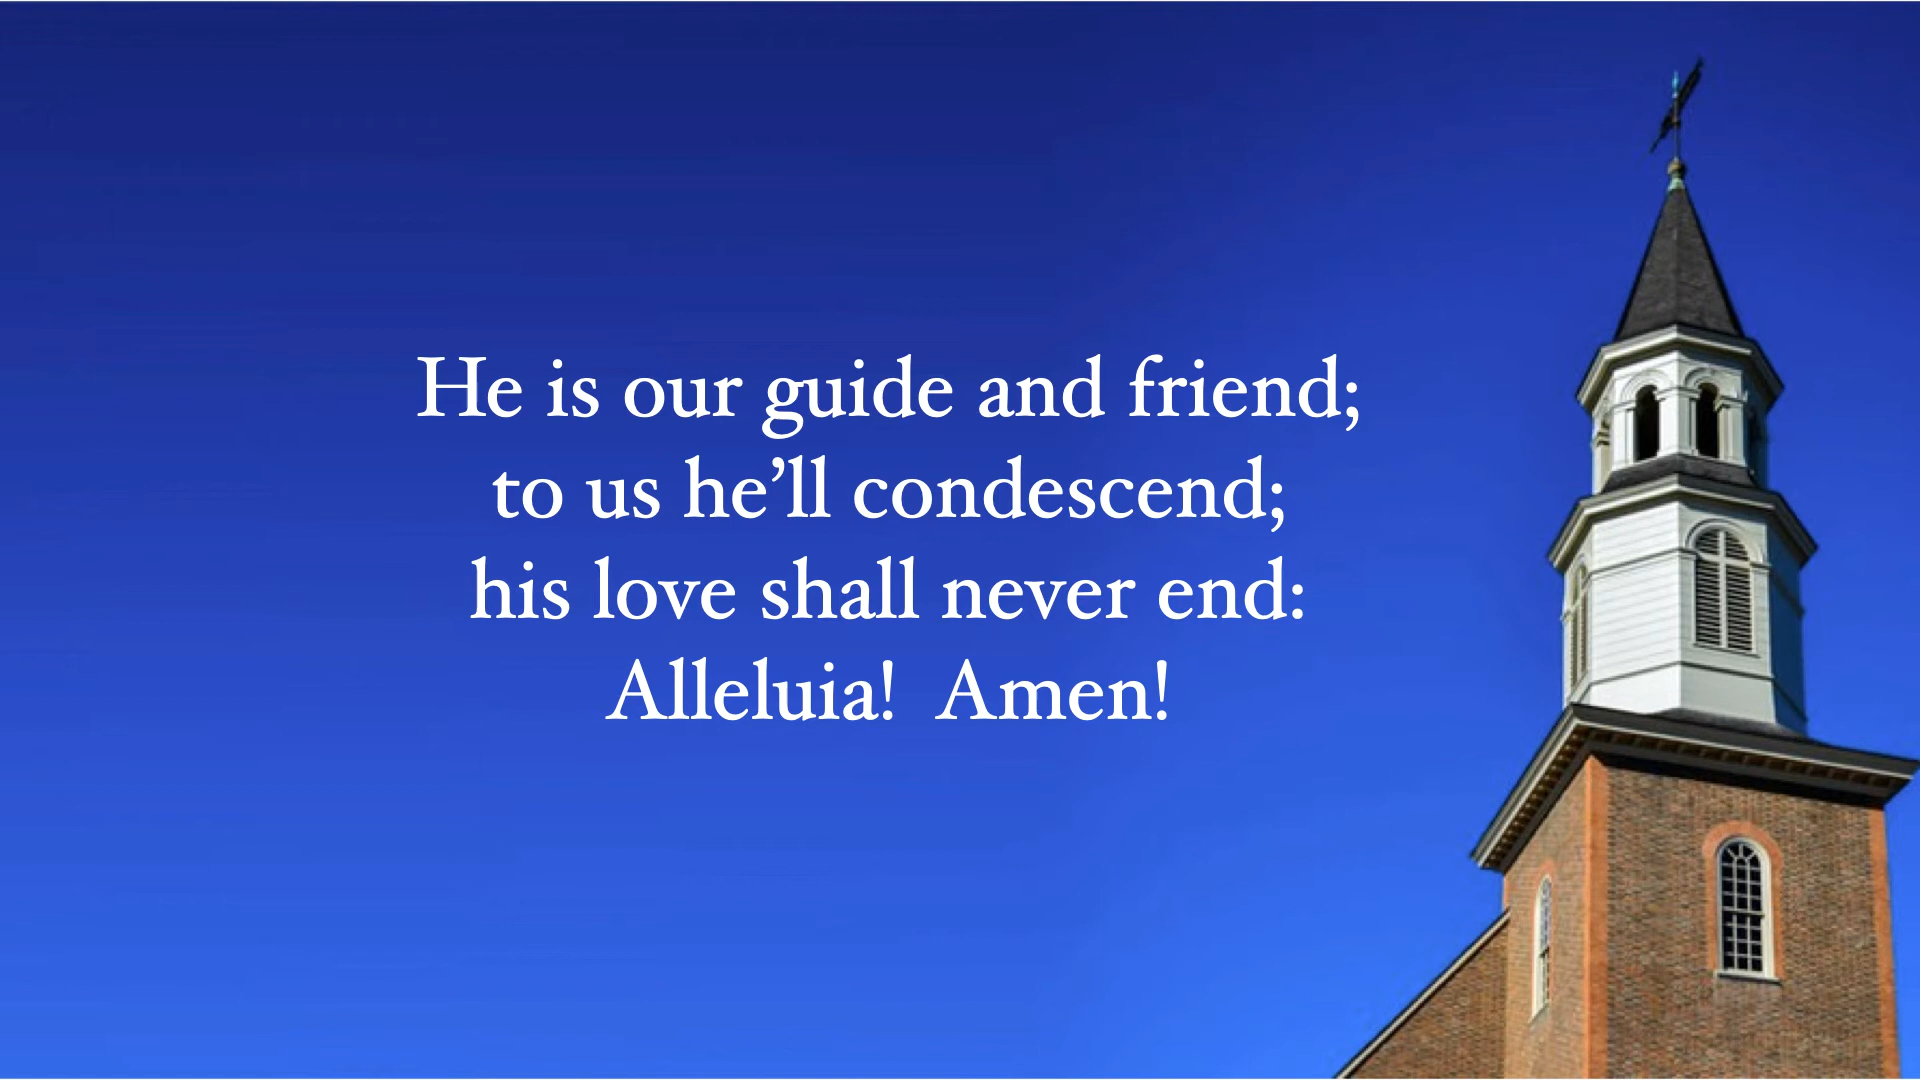 He is our guide and friend;
to us he’ll condescend;
his love shall never end:
Alleluia!  Amen!